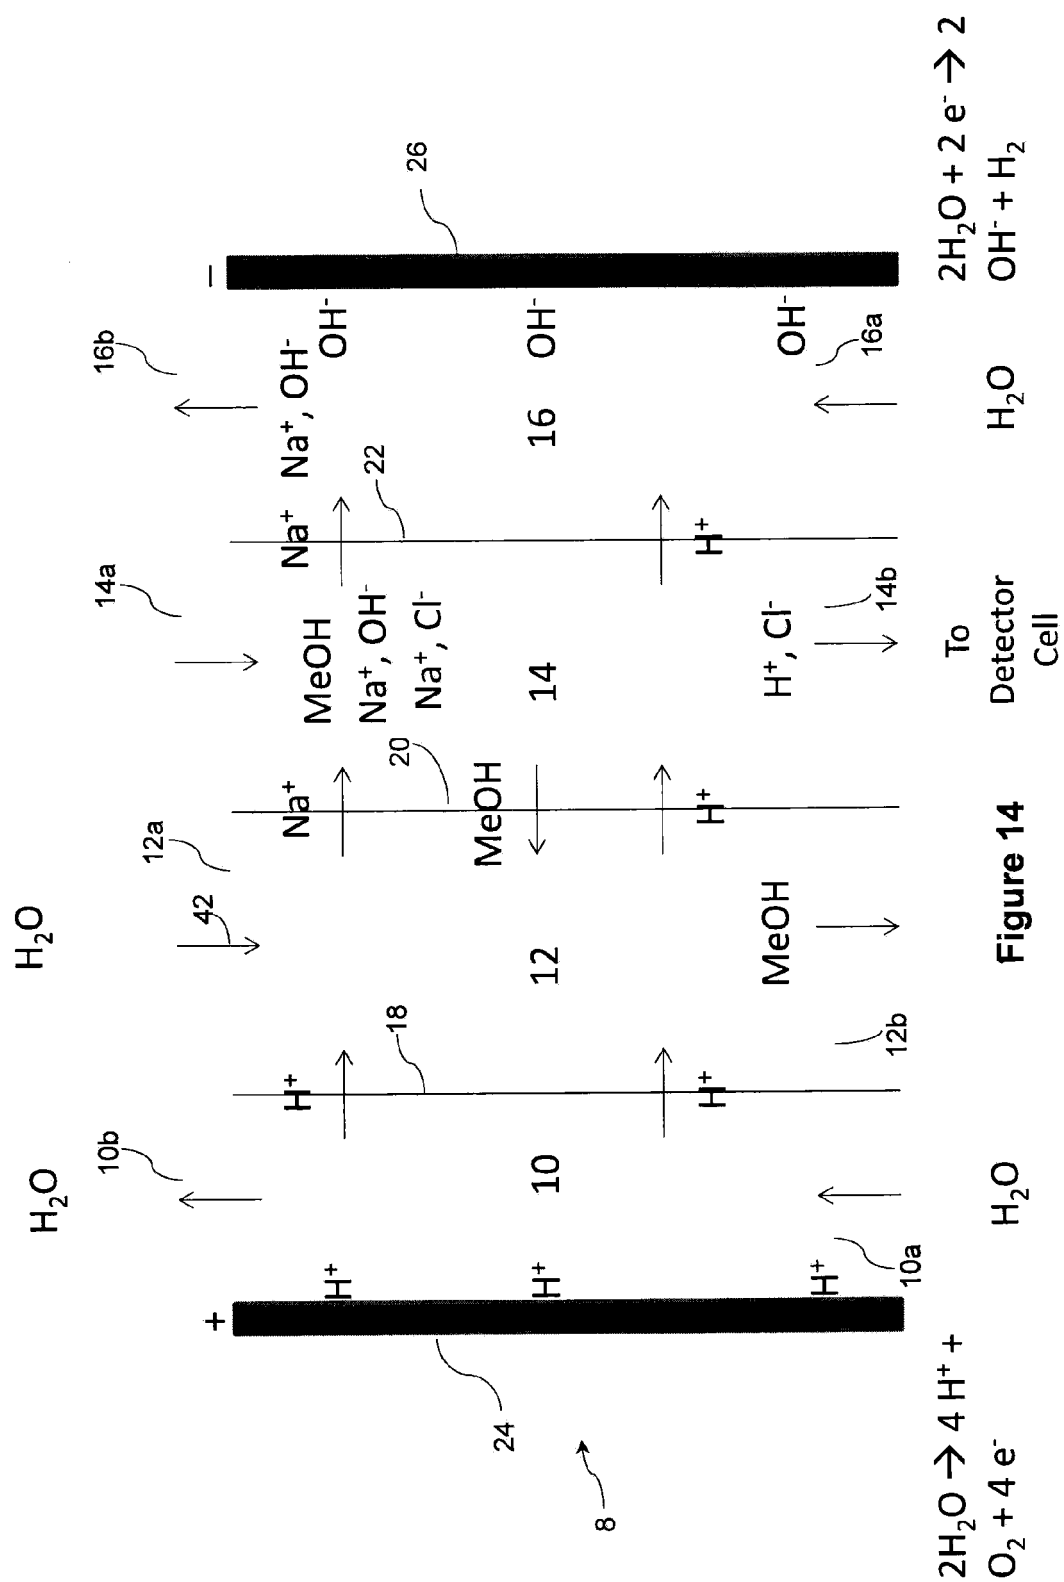 H₂O
H₂O
10b
12a
14a
16b
42
+
−
H⁺
Na⁺
Na⁺
Na⁺, OH⁻
H⁺
MeOH
OH⁻
18
20
22
26
Na⁺, OH⁻
Na⁺, Cl⁻
24
MeOH
H⁺
10
12
14
16
OH⁻
8
H⁺
H⁺
H⁺
H⁺
MeOH
H⁺, Cl⁻
OH⁻
10a
12b
14b
16a
2H₂O → 4 H⁺ +
O₂ + 4 e⁻
H₂O
To
Detector
Cell
H₂O
2H₂O + 2 e⁻ → 2
OH⁻ + H₂
Figure 14